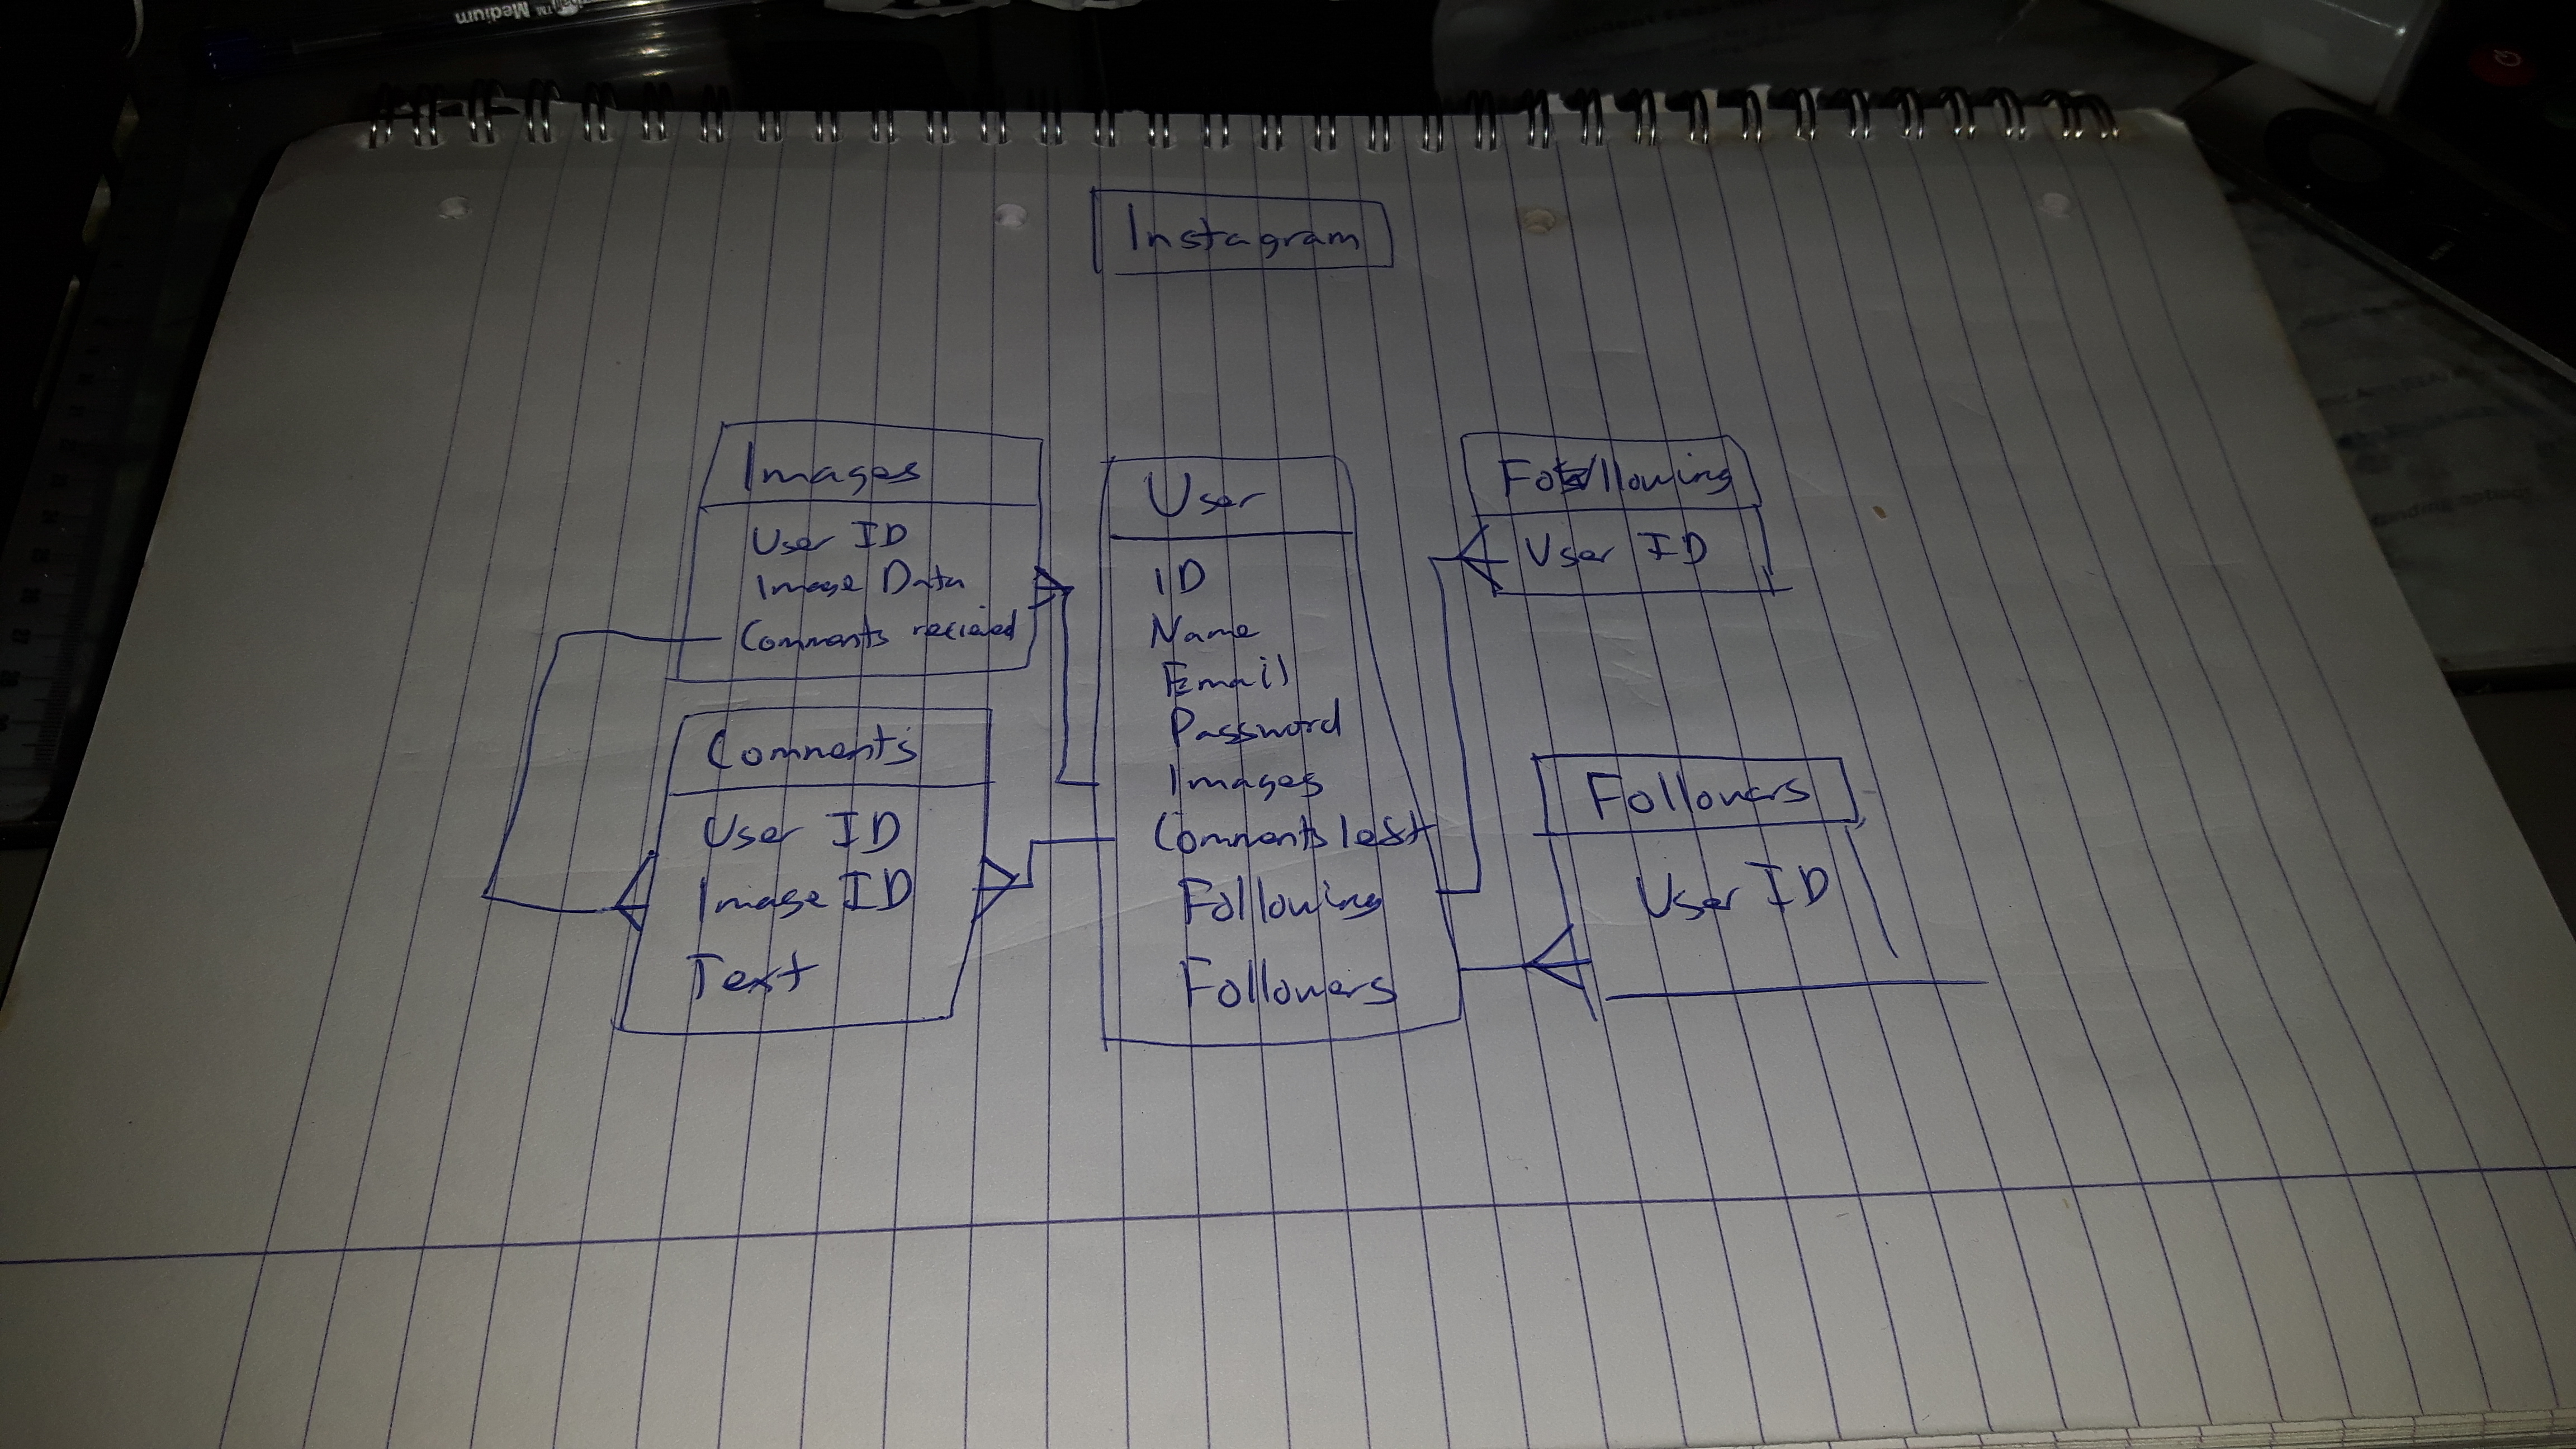 Medium™
Instagram
Images
User ID
Image Data
Comments recieved
Comments
User ID
Image ID
Text
User
ID
Name
Email
Password
Images
Comments left
Following
Followers
Following
User ID
Followers
User ID